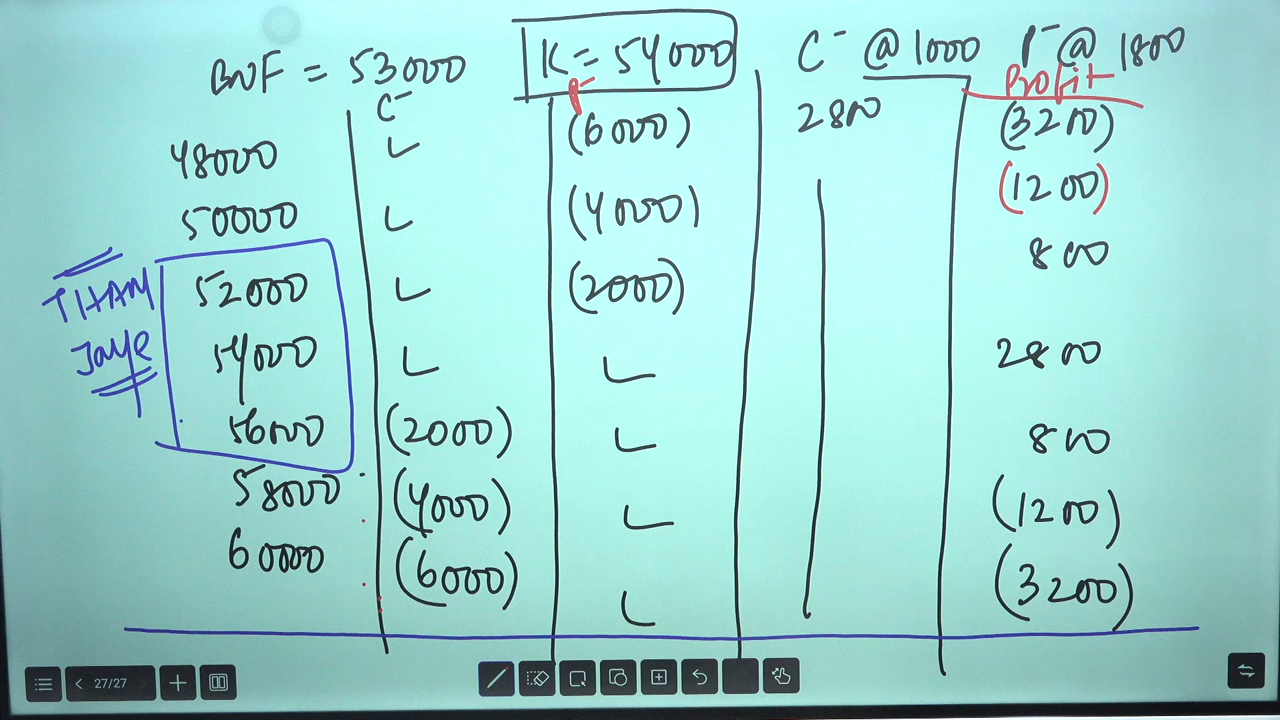 BNF = 53000 K = 54000 C⁻ @ 1000 P⁻ @ 1800
C⁻ P⁻ Profit
48000 ✓ (6000) 2800 (3200)
50000 ✓ (4000) (1200)
THAM 52000 ✓ (2000) 800
JAYE 54000 ✓ ✓ 2800
56000 (2000) ✓ 800
58000 (4000) ✓ (1200)
60000 (6000) ✓ (3200)
27/27